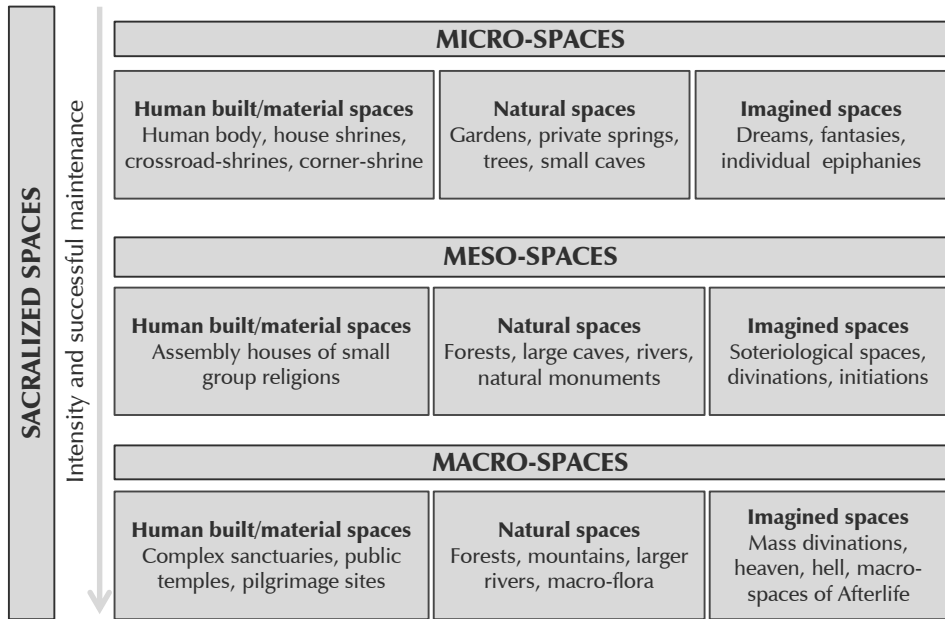 SACRALIZED SPACES
Intensity and successful maintenance
MICRO-SPACES
Human built/material spaces
Human body, house shrines,
crossroad-shrines, corner-shrine
Natural spaces
Gardens, private springs,
trees, small caves
Imagined spaces
Dreams, fantasies,
individual epiphanies
MESO-SPACES
Human built/material spaces
Assembly houses of small
group religions
Natural spaces
Forests, large caves, rivers,
natural monuments
Imagined spaces
Soteriological spaces,
divinations, initiations
MACRO-SPACES
Human built/material spaces
Complex sanctuaries, public
temples, pilgrimage sites
Natural spaces
Forests, mountains, larger
rivers, macro-flora
Imagined spaces
Mass divinations,
heaven, hell, macro-
spaces of Afterlife